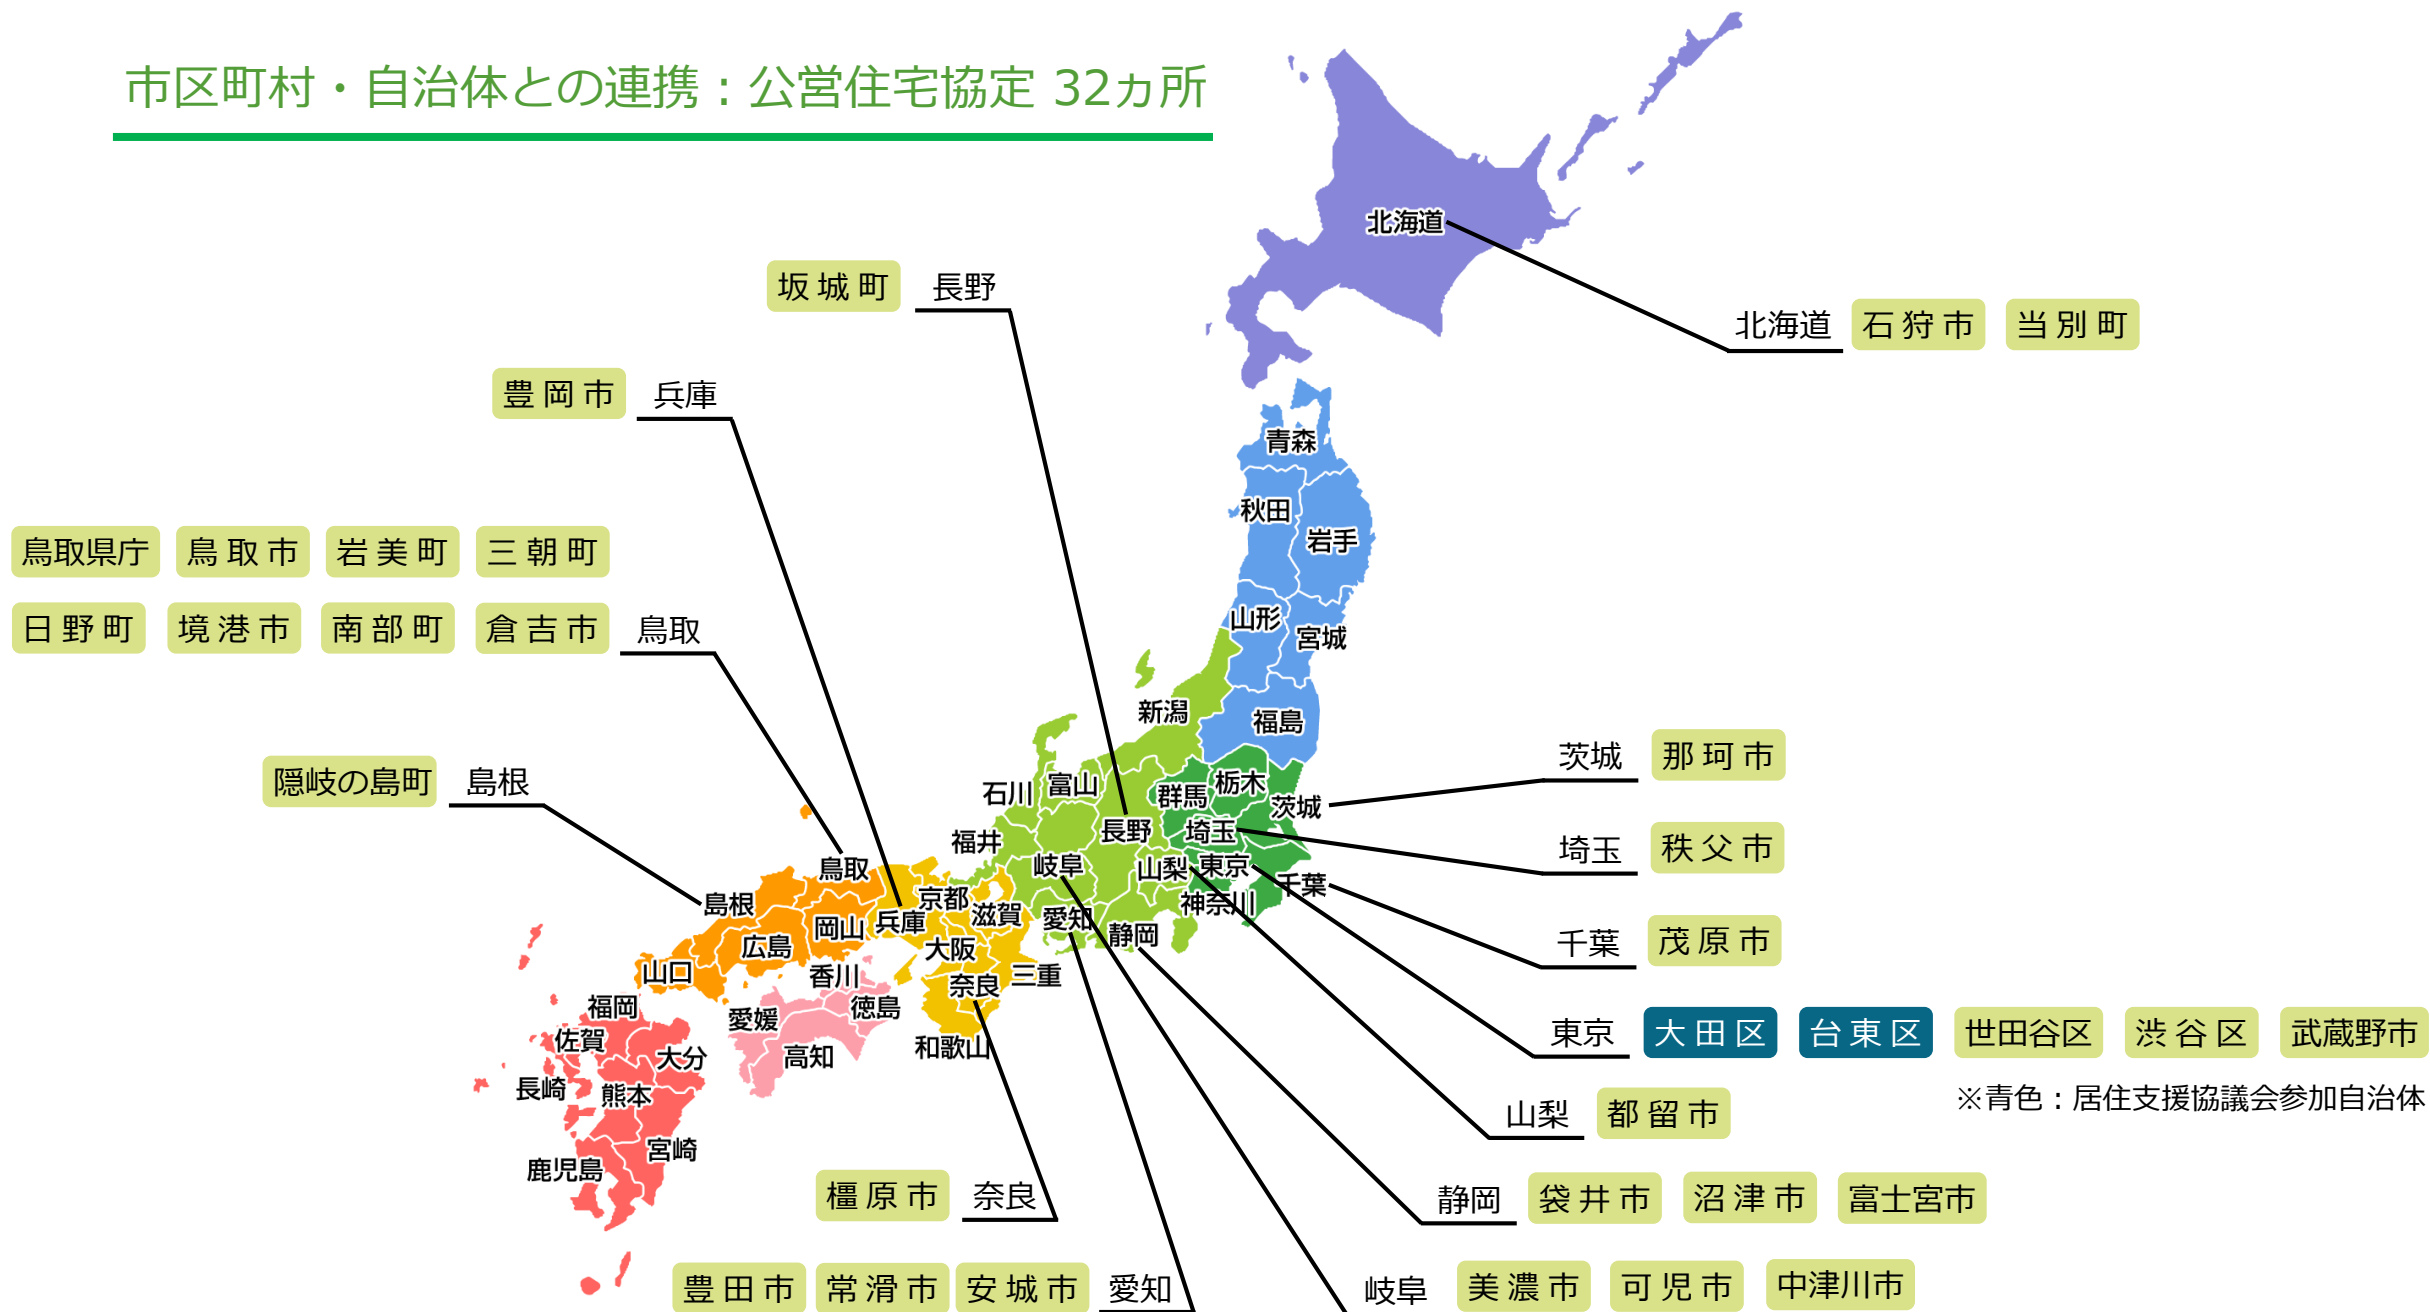 市区町村・自治体との連携：公営住宅協定 32ヵ所
北海道
坂城町 長野
北海道 石狩市 当別町
豊岡市 兵庫
青森
秋田
岩手
鳥取県庁 鳥取市 岩美町 三朝町
日野町 境港市 南部町 倉吉市 鳥取
山形
宮城
新潟
福島
茨城 那珂市
隠岐の島町 島根
石川
富山
群馬
栃木
茨城
福井
長野
埼玉
埼玉 秩父市
鳥取
岐阜
山梨
東京
千葉
島根
京都
滋賀
神奈川
兵庫
岡山
愛知
静岡
広島
大阪
千葉 茂原市
山口
香川
奈良
三重
福岡
徳島
愛媛
佐賀
和歌山
高知
大分
東京 大田区 台東区 世田谷区 渋谷区 武蔵野市
長崎
熊本
※青色：居住支援協議会参加自治体
山梨 都留市
宮崎
鹿児島
橿原市 奈良
静岡 袋井市 沼津市 富士宮市
豊田市 常滑市 安城市 愛知
岐阜 美濃市 可児市 中津川市